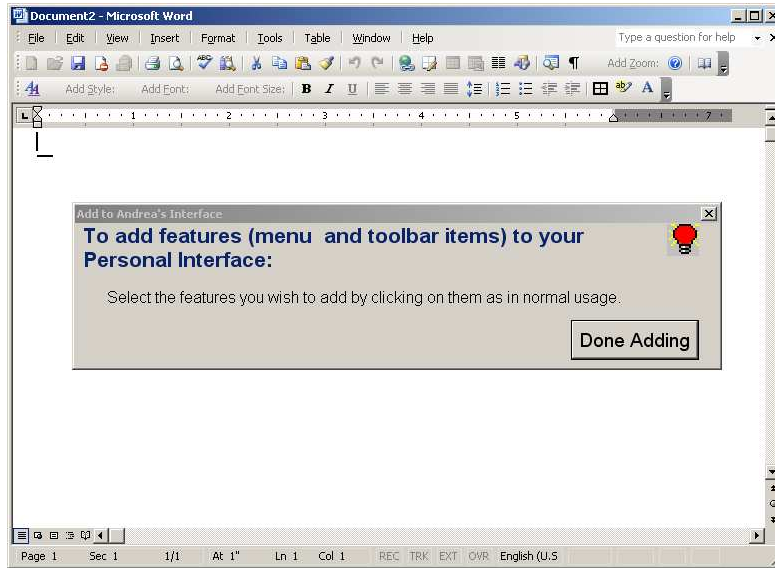 Document2 - Microsoft Word
File Edit View Insert Format Tools Table Window Help Type a question for help
Add Zoom:
Add Style: Add Font: Add Font Size: B I U
1 2 3 4 5 7
Add to Andrea's Interface
To add features (menu and toolbar items) to your
Personal Interface:
Select the features you wish to add by clicking on them as in normal usage.
Done Adding
Page 1 Sec 1 1/1 At 1" Ln 1 Col 1 REC TRK EXT OVR English (U.S